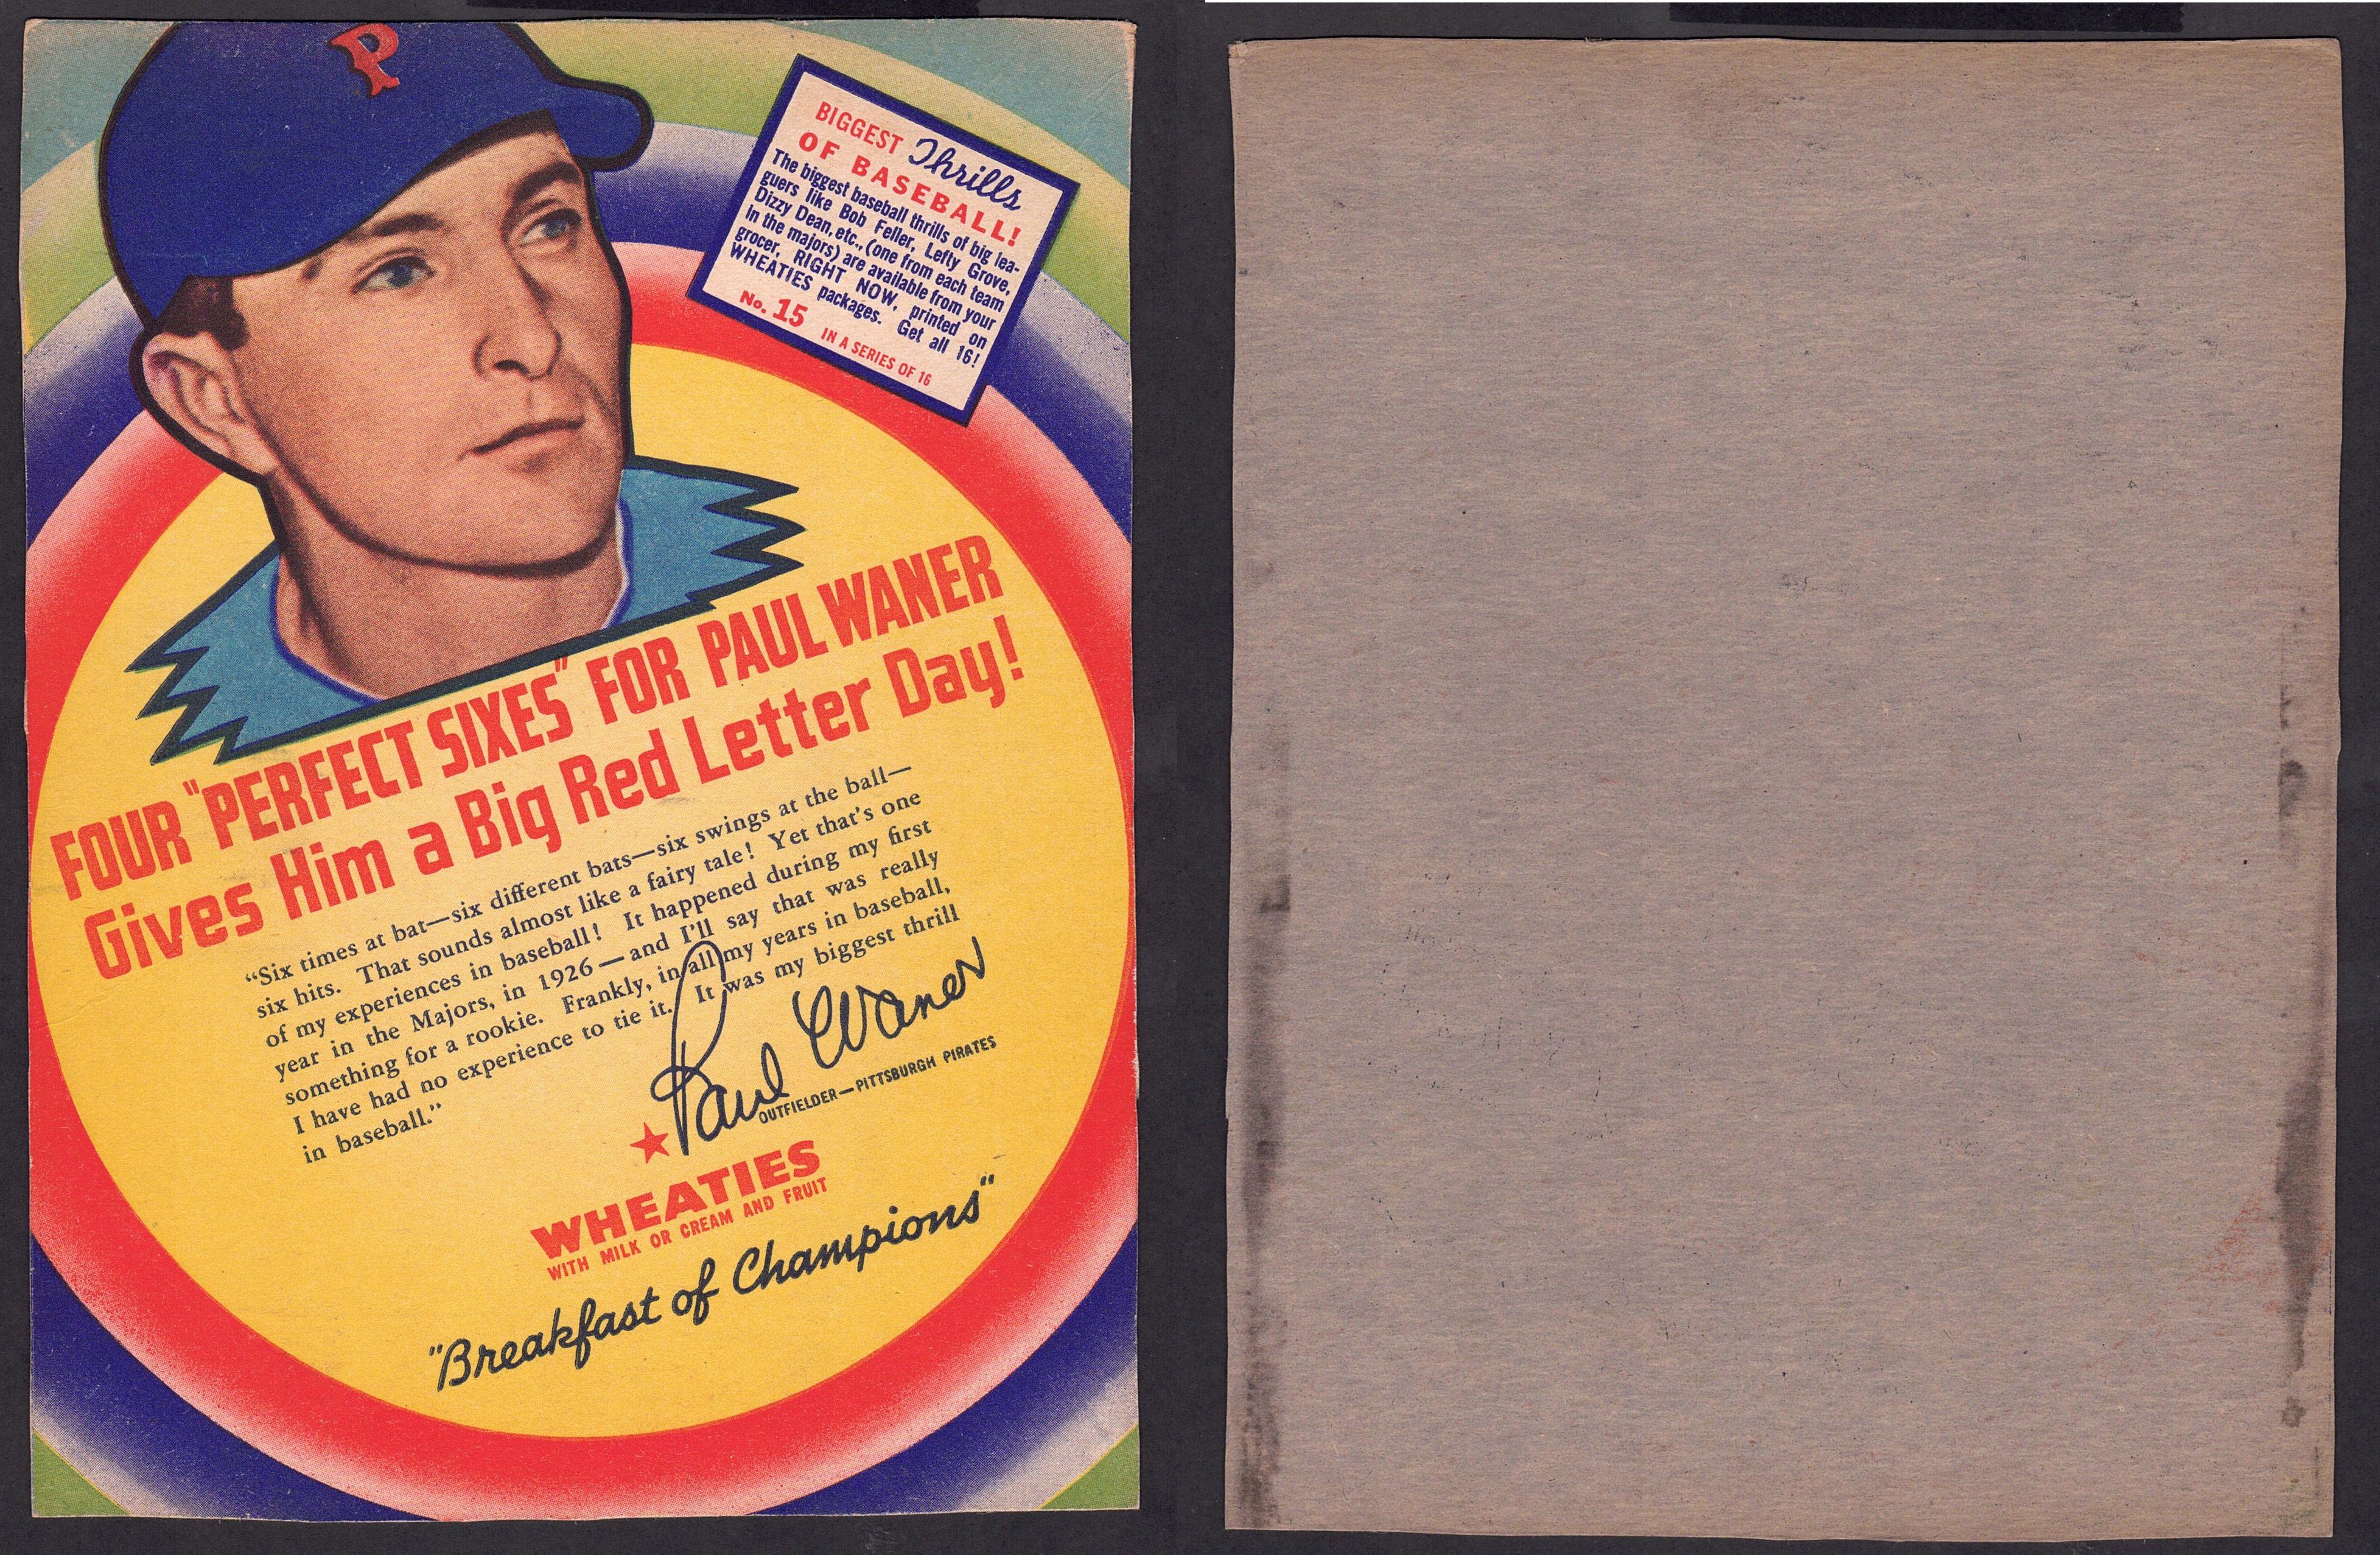 P
BIGGEST Thrills
OF BASEBALL!
The biggest baseball thrills of big lea-
guers like Bob Feller, Lefty Grove,
Dizzy Dean, etc., (one from each team
in the majors) are available from your
grocer, RIGHT NOW, printed on
WHEATIES packages. Get all 16!
No. 15 IN A SERIES OF 16
FOUR "PERFECT SIXES" FOR PAUL WANER
Gives Him a Big Red Letter Day!
“Six times at bat—six different bats—six swings at the ball—
six hits. That sounds almost like a fairy tale! Yet that's one
of my experiences in baseball! It happened during my first
year in the Majors, in 1926—and I'll say that was really
something for a rookie. Frankly, in all my years in baseball,
I have had no experience to tie it. It was my biggest thrill
in baseball.”
Paul Waner
OUTFIELDER—PITTSBURGH PIRATES
WHEATIES
WITH MILK OR CREAM AND FRUIT
"Breakfast of Champions"